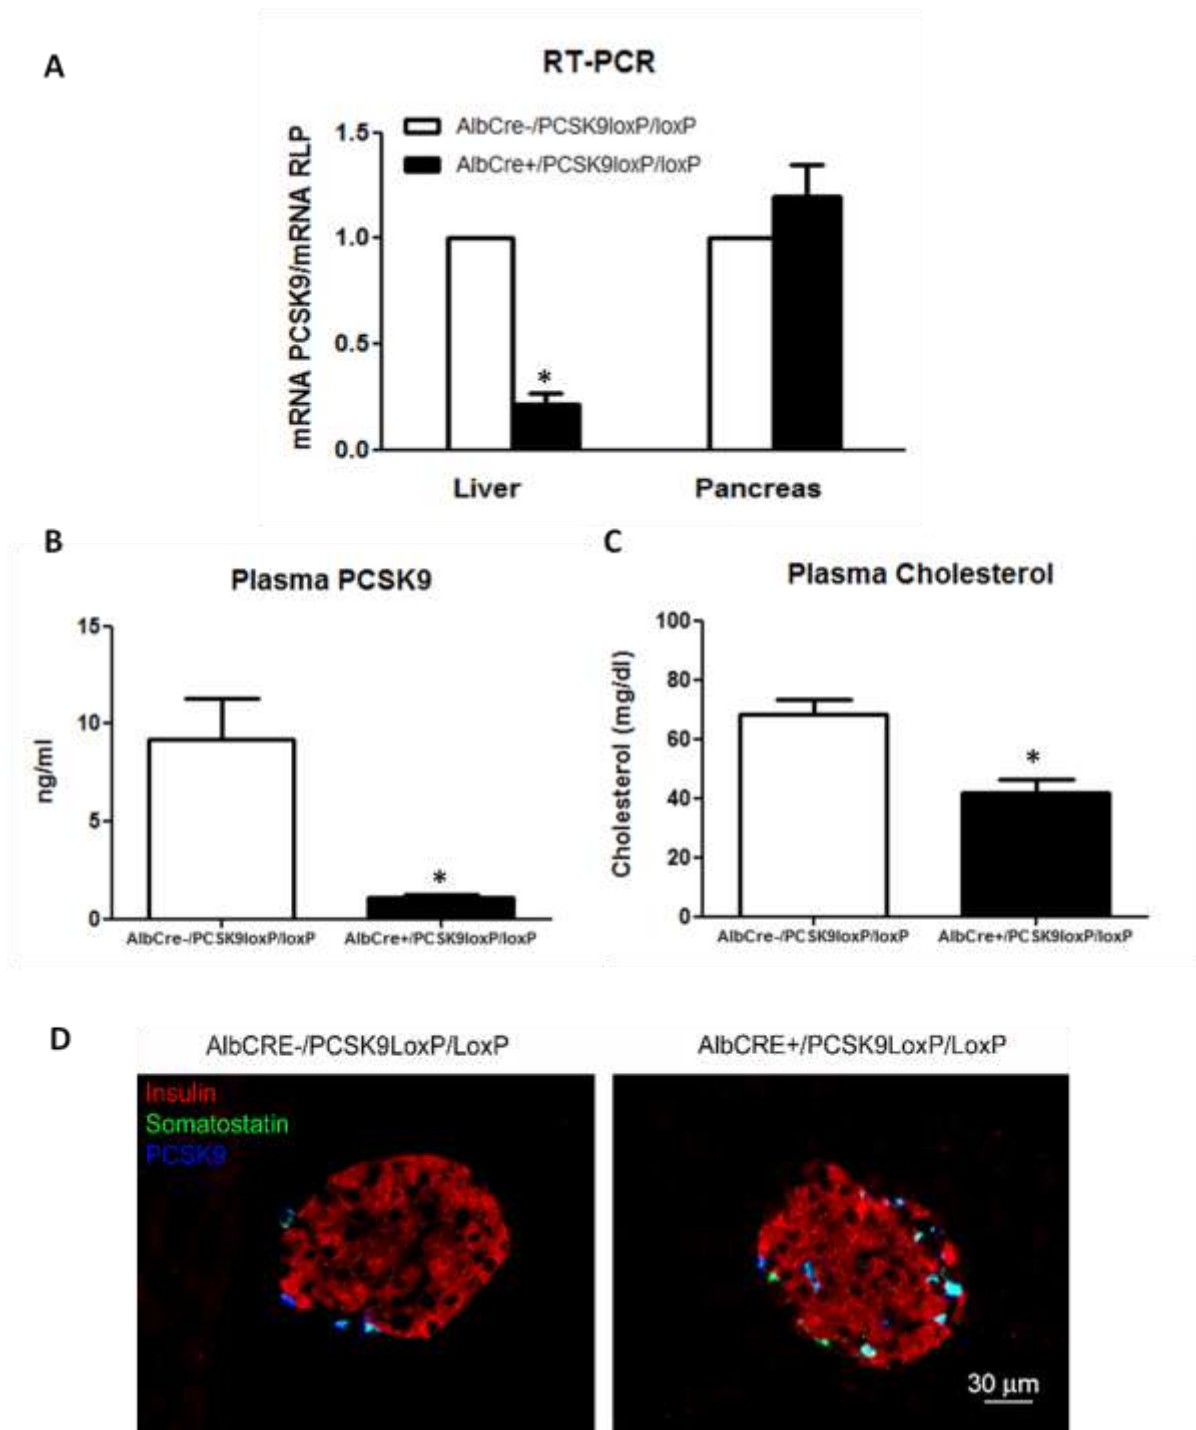 A
RT-PCR
mRNA PCSK9/mRNA RLP
1.5
1.0
0.5
0.0
AlbCre-/PCSK9loxP/loxP
AlbCre+/PCSK9loxP/loxP
*
Liver
Pancreas
B
Plasma PCSK9
ng/ml
15
10
5
0
*
AlbCre-/PCSK9loxP/loxP
AlbCre+/PCSK9loxP/loxP
C
Plasma Cholesterol
Cholesterol (mg/dl)
100
80
60
40
20
0
*
AlbCre-/PCSK9loxP/loxP
AlbCre+/PCSK9loxP/loxP
D
AlbCRE-/PCSK9LoxP/LoxP
AlbCRE+/PCSK9LoxP/LoxP
Insulin
Somatostatin
PCSK9
30 μm